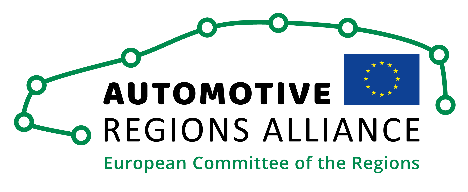 AUTOMOTIVE
REGIONS ALLIANCE
European Committee of the Regions